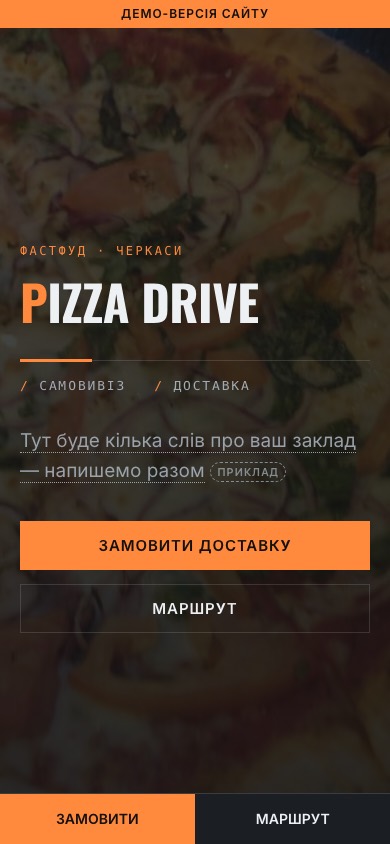 ДЕМО-ВЕРСІЯ САЙТУ
ФАСТФУД · ЧЕРКАСИ
PIZZA DRIVE
/ САМОВИВІЗ / ДОСТАВКА
Тут буде кілька слів про ваш заклад
— напишемо разом ПРИКЛАД
ЗАМОВИТИ ДОСТАВКУ
МАРШРУТ
ЗАМОВИТИ МАРШРУТ